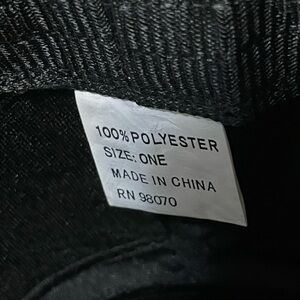 100% POLYESTER
SIZE: ONE
MADE IN CHINA
RN 98070